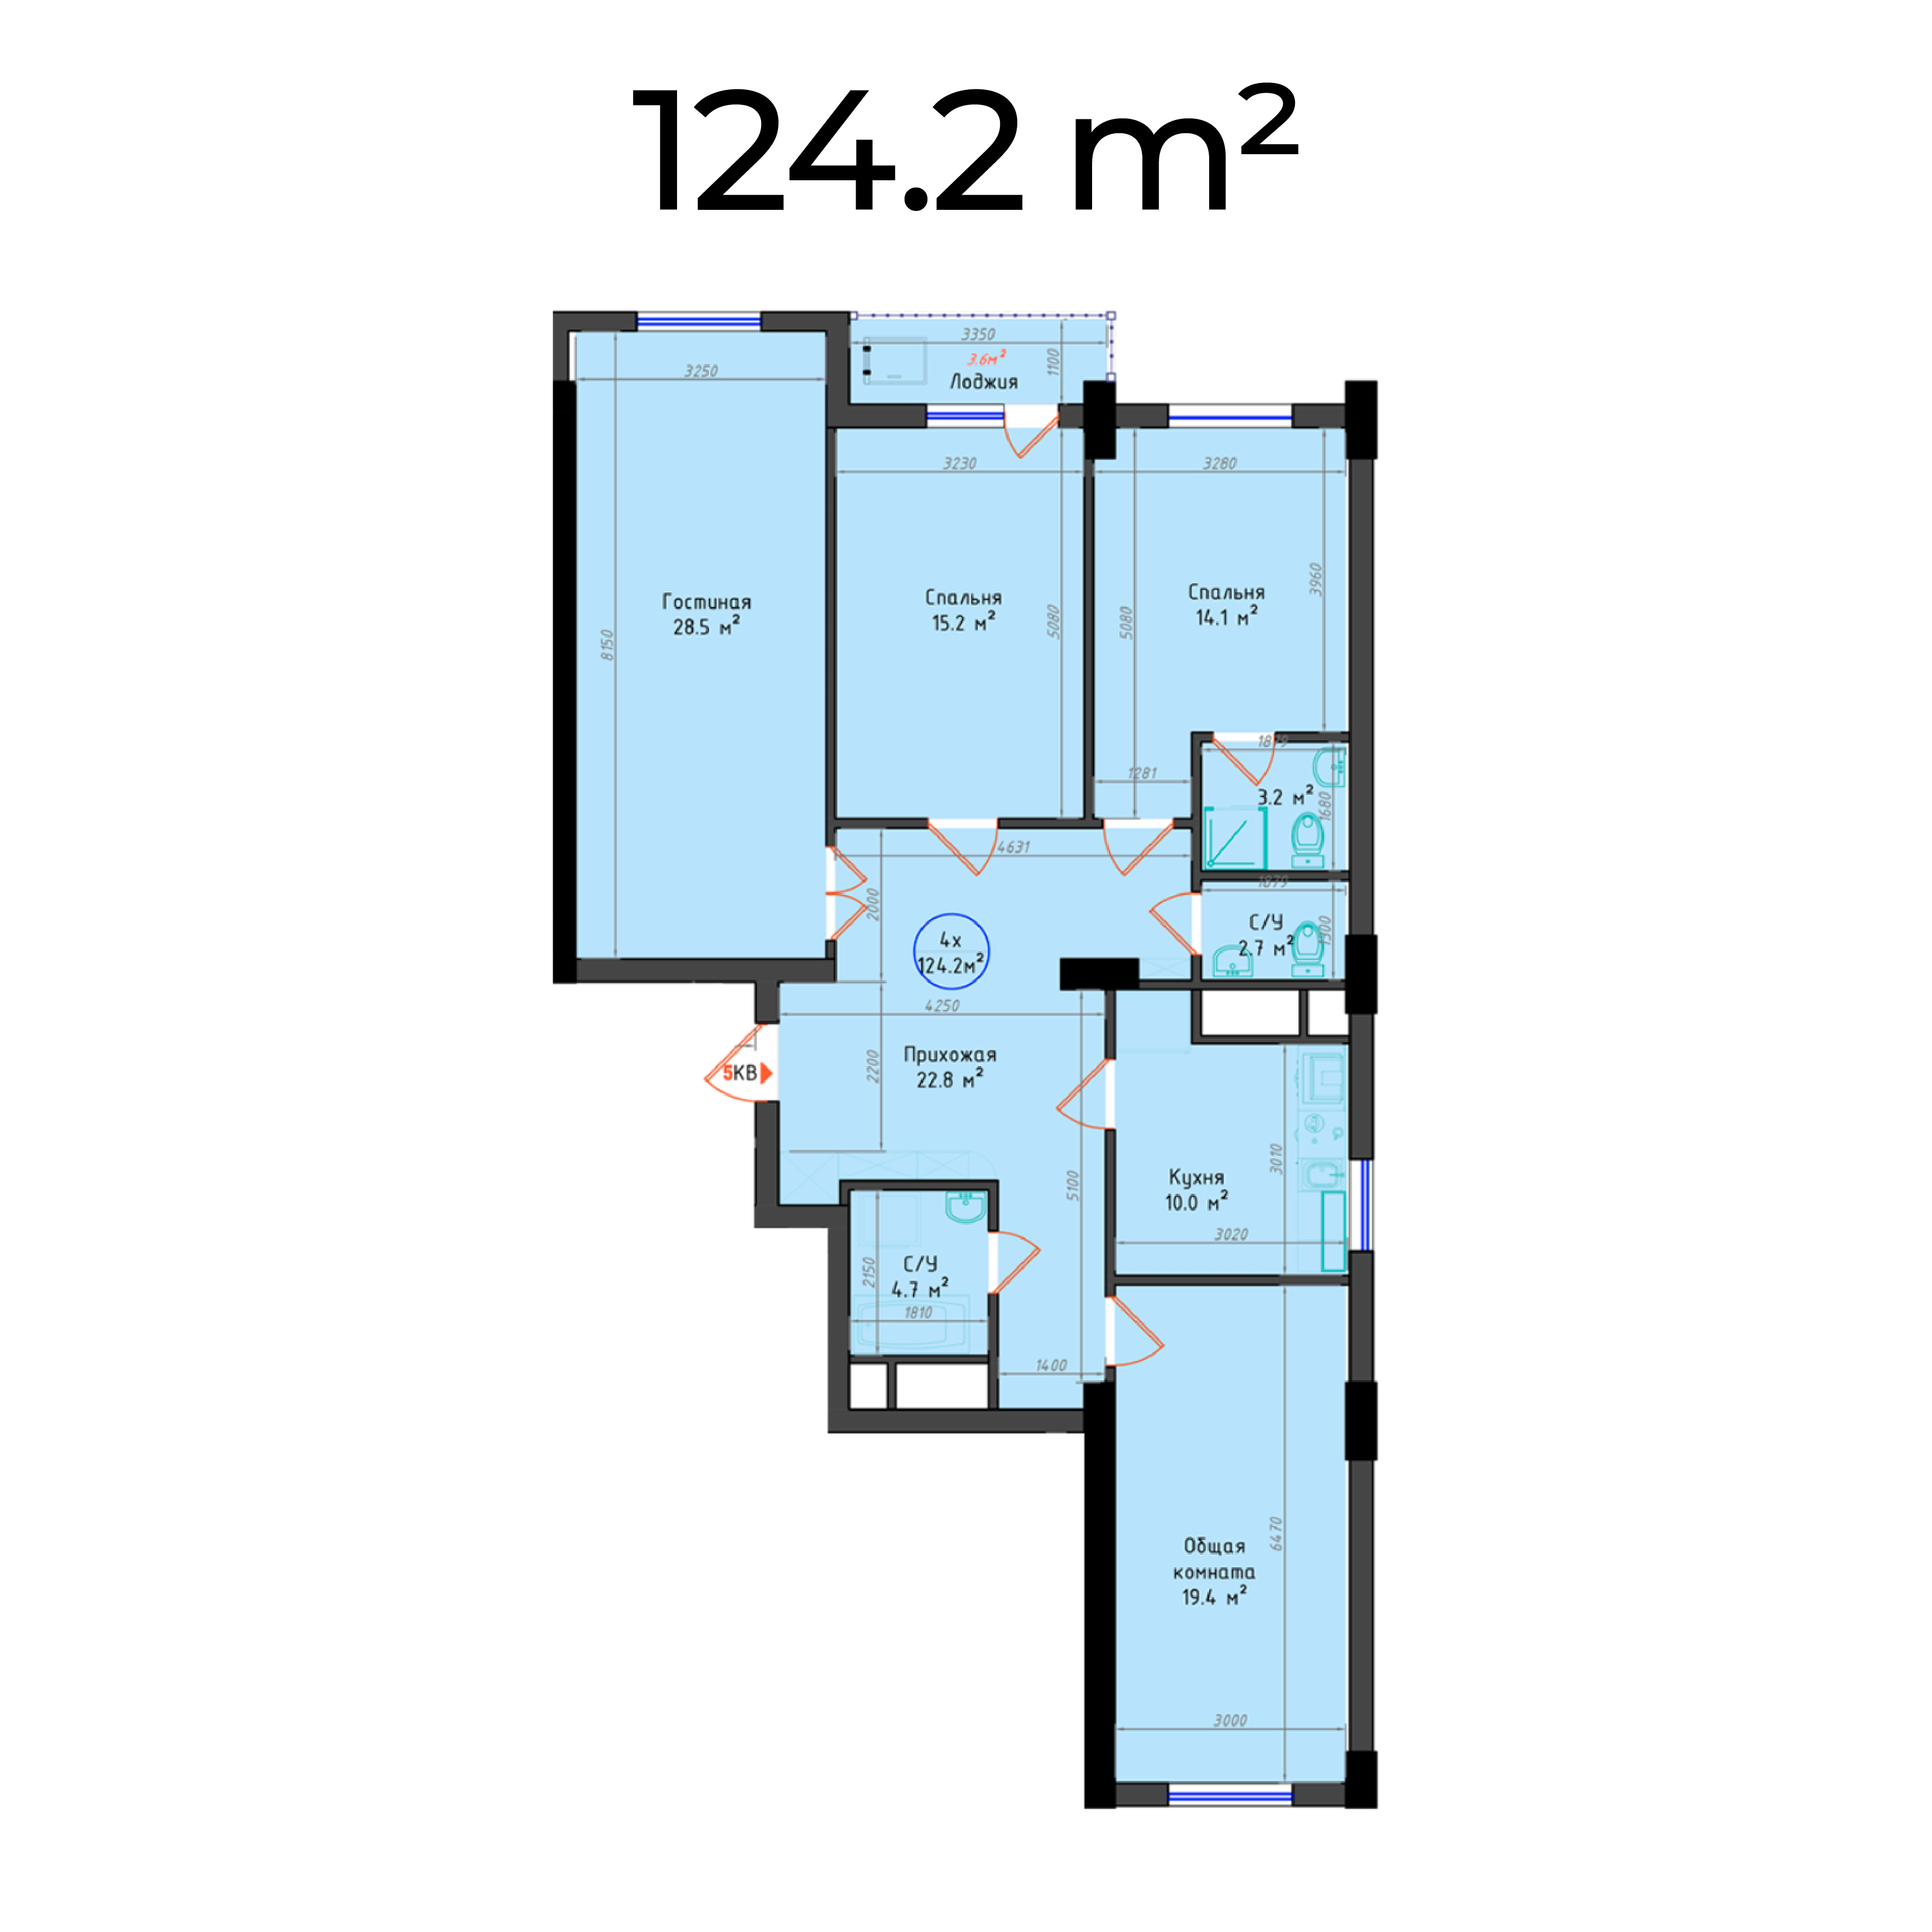 124.2 m²
3350
3.6м²
1100
Лоджия
3250
3230
3280
3960
Гостиная
28.5 м²
8150
Спальня
15.2 м²
5080
Спальня
14.1 м²
5080
1879
1281
3.2 м²
1680
4631
2000
1879
С/У
2.7 м²
1300
4х
124.2м²
4250
Прихожая
22.8 м²
2200
5КВ
5100
3010
Кухня
10.0 м²
3020
С/У
4.7 м²
2150
1810
1400
Общая
комната
19.4 м²
6470
3000